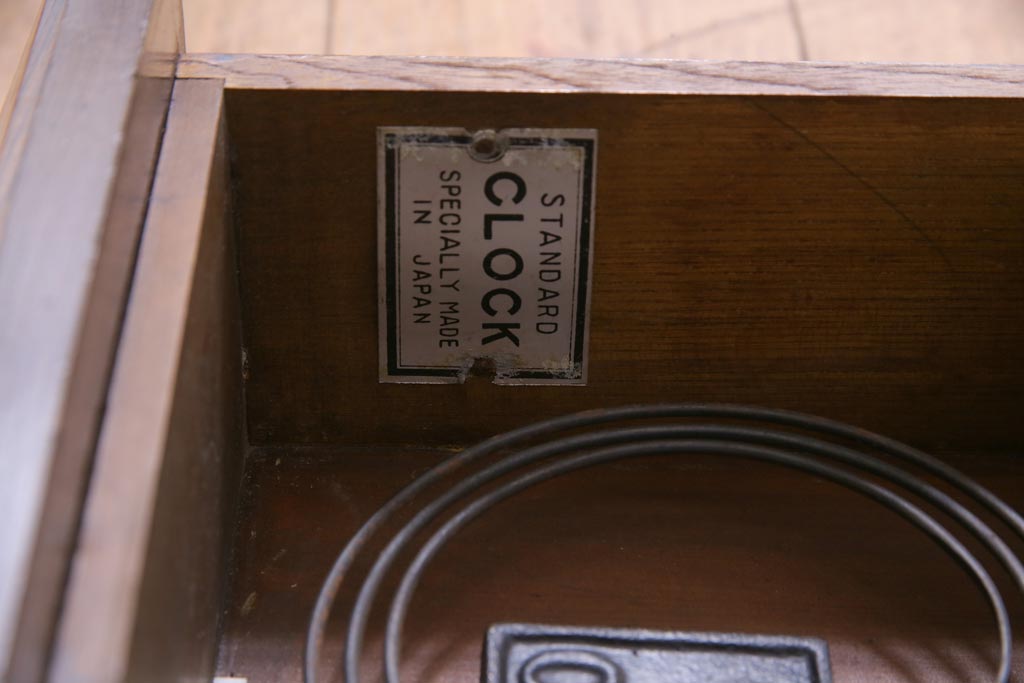 STANDARD
CLOCK
SPECIALLY MADE
IN JAPAN